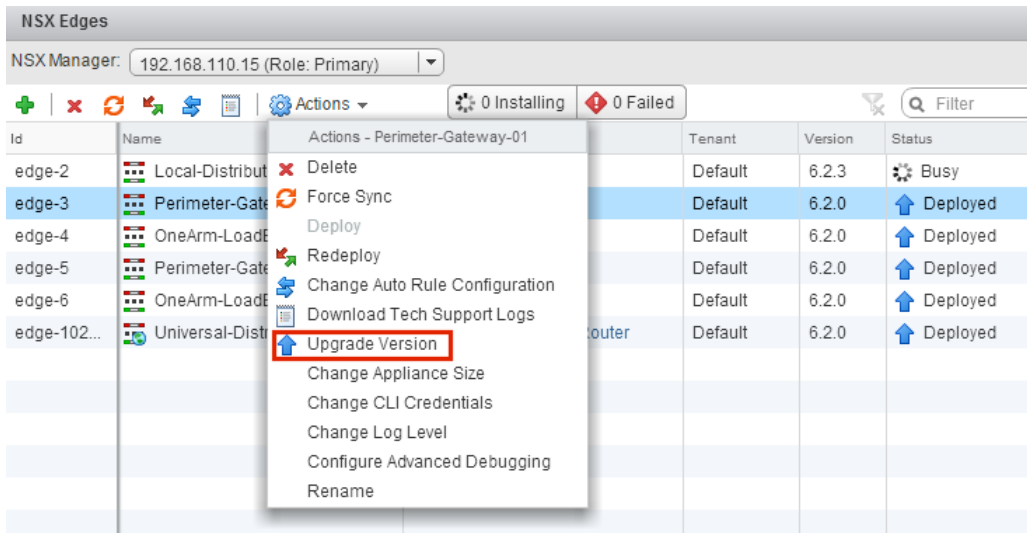 NSX Edges
NSX Manager: 192.168.110.15 (Role: Primary)
Actions 0 Installing 0 Failed Filter
Id Name Tenant Version Status
edge-2 Local-Distribut Default 6.2.3 Busy
edge-3 Perimeter-Gate Default 6.2.0 Deployed
edge-4 OneArm-Load Default 6.2.0 Deployed
edge-5 Perimeter-Gate Default 6.2.0 Deployed
edge-6 OneArm-Load Default 6.2.0 Deployed
edge-102... Universal-Distr outer Default 6.2.0 Deployed
Actions - Perimeter-Gateway-01
Delete
Force Sync
Deploy
Redeploy
Change Auto Rule Configuration
Download Tech Support Logs
Upgrade Version
Change Appliance Size
Change CLI Credentials
Change Log Level
Configure Advanced Debugging
Rename